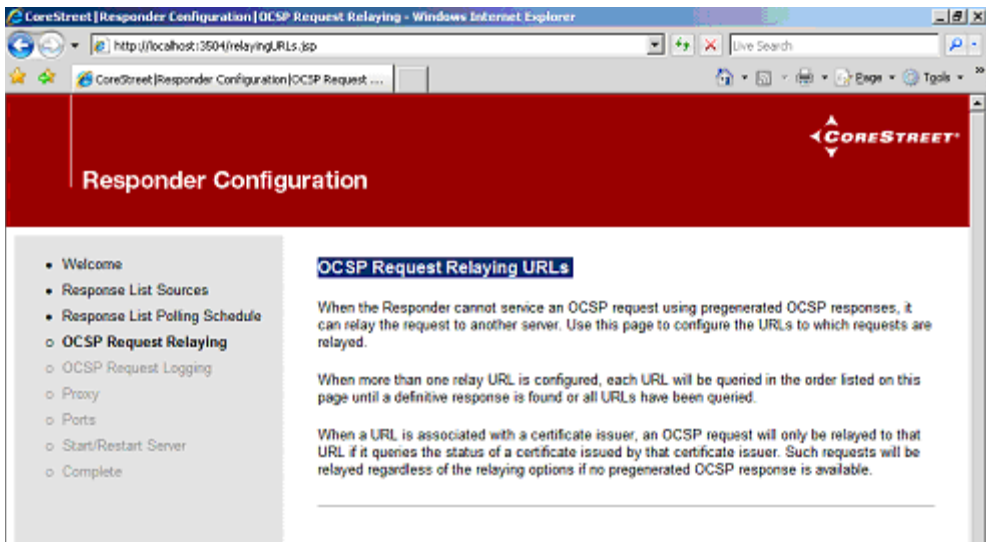 CoreStreet|Responder Configuration|OCSP Request Relaying - Windows Internet Explorer
http://localhost:3504/relayingURLs.jsp
Live Search
CoreStreet|Responder Configuration|OCSP Request ...
Page
Tools
CORESTREET
Responder Configuration
Welcome
Response List Sources
Response List Polling Schedule
OCSP Request Relaying
OCSP Request Logging
Proxy
Ports
Start/Restart Server
Complete
OCSP Request Relaying URLs
When the Responder cannot service an OCSP request using pregenerated OCSP responses, it
can relay the request to another server. Use this page to configure the URLs to which requests are
relayed.
When more than one relay URL is configured, each URL will be queried in the order listed on this
page until a definitive response is found or all URLs have been queried.
When a URL is associated with a certificate issuer, an OCSP request will only be relayed to that
URL if it queries the status of a certificate issued by that certificate issuer. Such requests will be
relayed regardless of the relaying options if no pregenerated OCSP response is available.